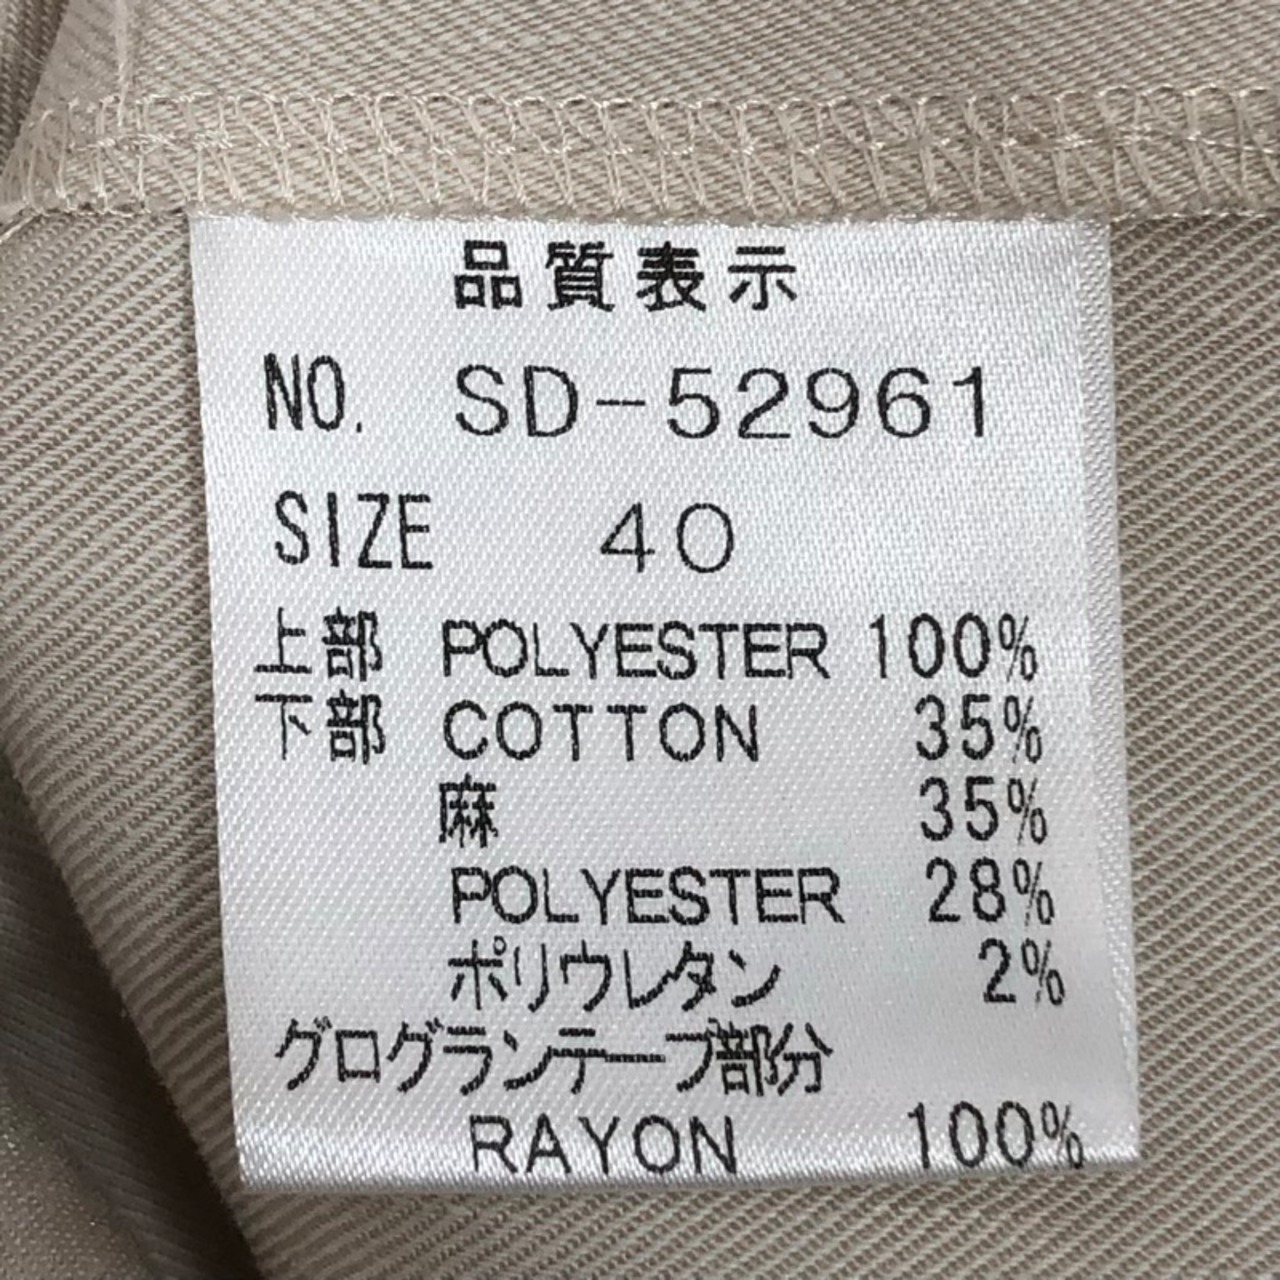 品質表示
NO. SD-52961
SIZE 40
上部 POLYESTER 100%
下部 COTTON 35%
麻 35%
POLYESTER 28%
ポリウレタン 2%
グログランテープ部分
RAYON 100%